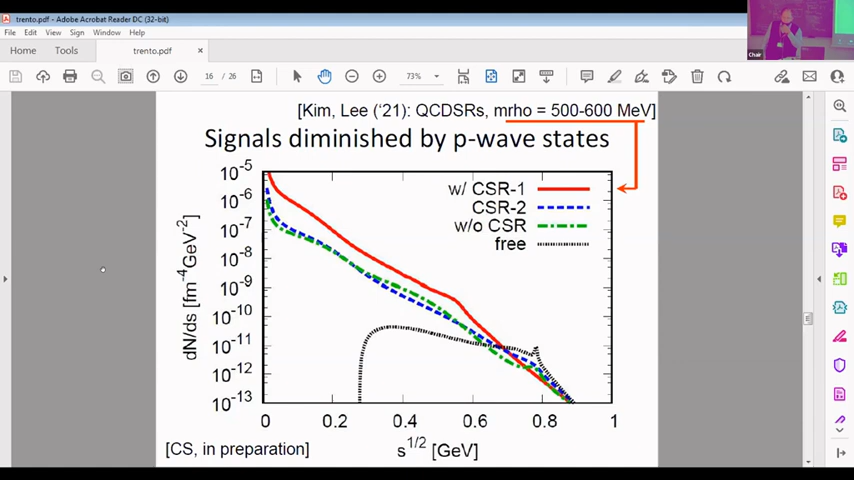 trento.pdf - Adobe Acrobat Reader DC (32-bit)
File Edit View Sign Window Help
Home Tools trento.pdf ×
16 / 26 73%
Chair
[Kim, Lee ('21): QCDSRs, mrho = 500-600 MeV]
Signals diminished by p-wave states
w/ CSR-1
CSR-2
w/o CSR
free
10⁻⁵
10⁻⁶
10⁻⁷
10⁻⁸
10⁻⁹
10⁻¹⁰
10⁻¹¹
10⁻¹²
10⁻¹³
dN/ds [fm⁻⁴GeV⁻²]
0 0.2 0.4 0.6 0.8 1
s^1/2 [GeV]
[CS, in preparation]